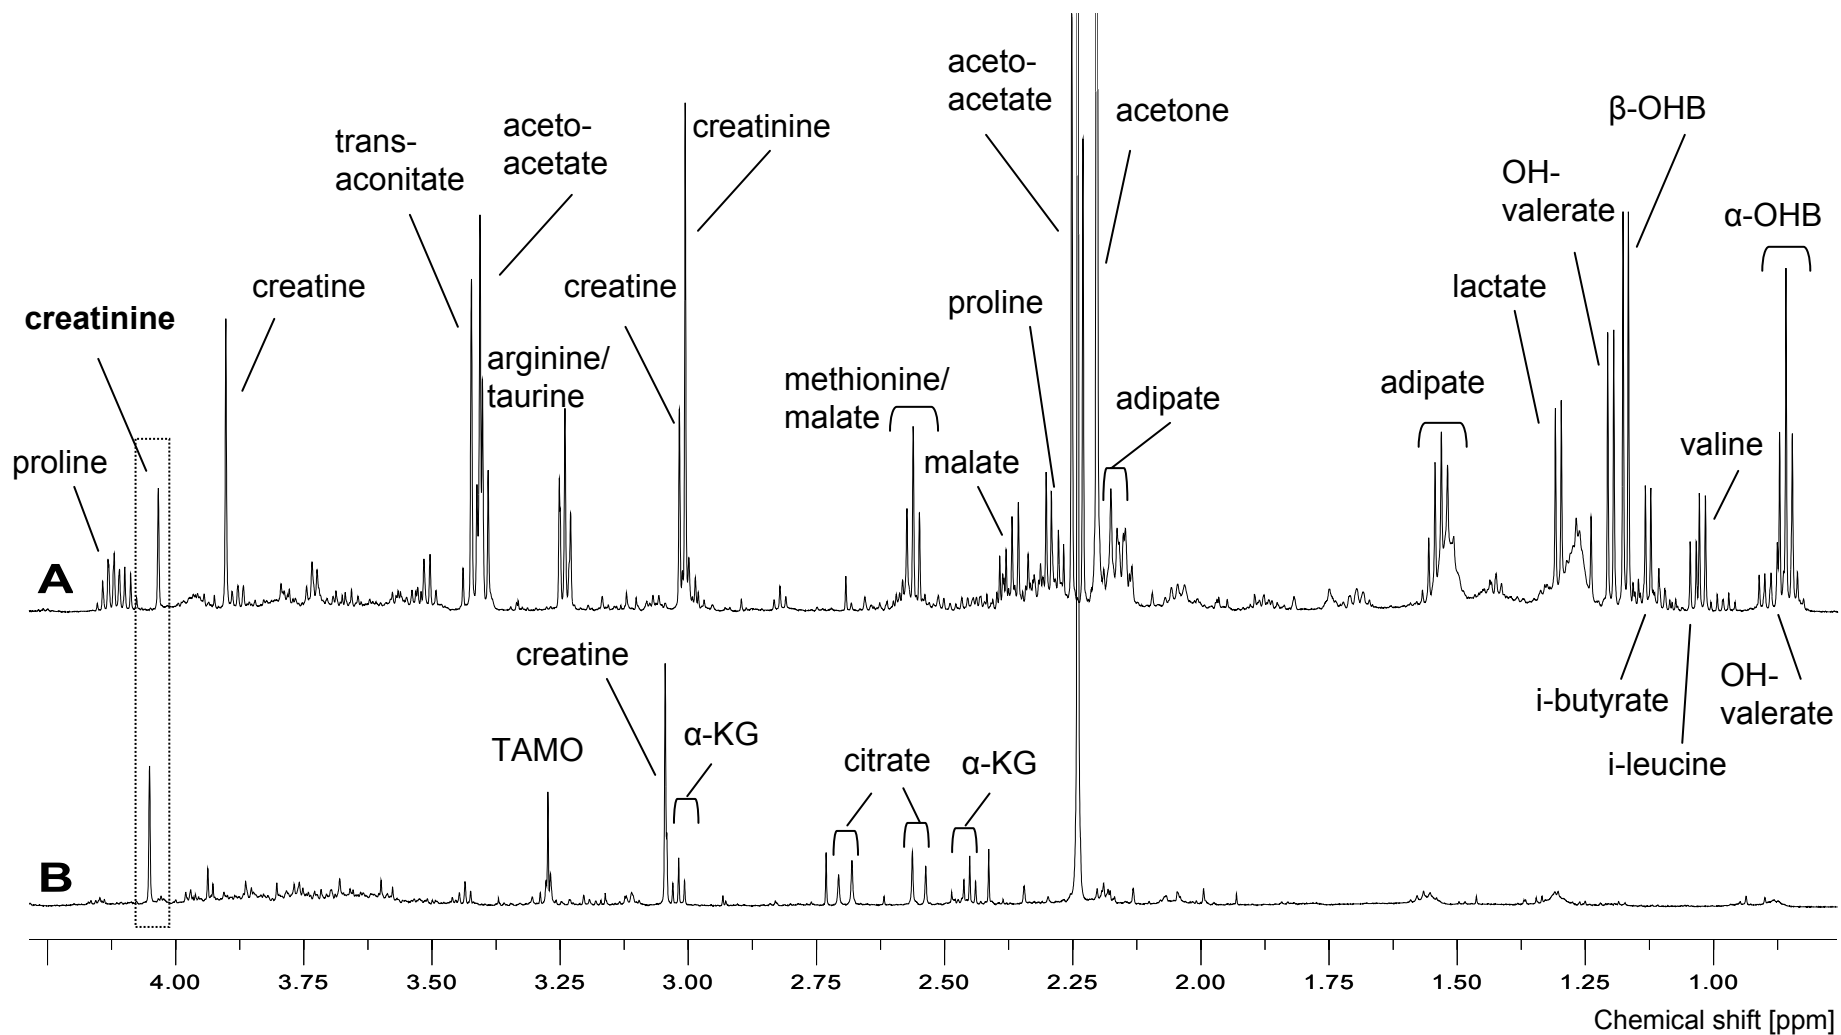 aceto-
acetate
acetone
β-OHB
trans-
aconitate
aceto-
acetate
creatinine
OH-
valerate
α-OHB
creatinine
creatine
creatine
proline
lactate
arginine/
taurine
methionine/
malate
adipate
adipate
proline
malate
valine
A
creatine
i-butyrate
OH-
valerate
i-leucine
TAMO
α-KG
citrate
α-KG
B
4.00 3.75 3.50 3.25 3.00 2.75 2.50 2.25 2.00 1.75 1.50 1.25 1.00
Chemical shift [ppm]